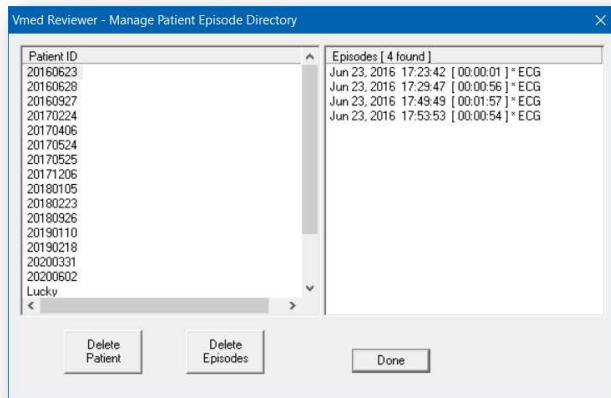 Vmed Reviewer - Manage Patient Episode Directory
Patient ID
20160623
20160628
20160927
20170224
20170406
20170524
20170525
20171206
20180105
20180223
20180926
20190110
20190218
20200331
20200602
Lucky
Episodes [ 4 found ]
Jun 23, 2016 17:23:42 [ 00:00:01 ] * ECG
Jun 23, 2016 17:29:47 [ 00:00:56 ] * ECG
Jun 23, 2016 17:49:49 [ 00:01:57 ] * ECG
Jun 23, 2016 17:53:53 [ 00:00:54 ] * ECG
Delete
Patient
Delete
Episodes
Done